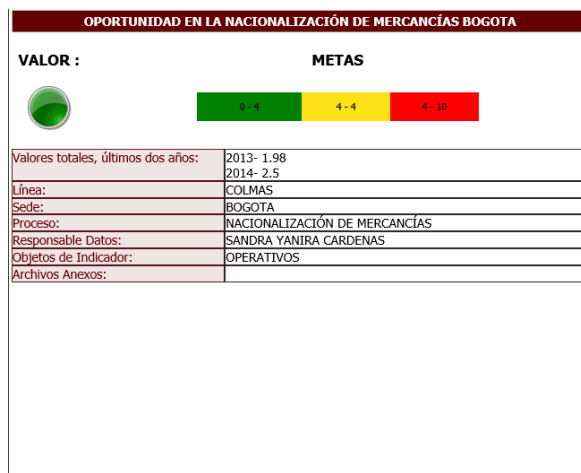 OPORTUNIDAD EN LA NACIONALIZACIÓN DE MERCANCÍAS BOGOTA
VALOR : METAS
0 - 4 4 - 4 4 - 10
Valores totales, últimos dos años: 2013- 1.98
2014- 2.5
Línea: COLMAS
Sede: BOGOTA
Proceso: NACIONALIZACIÓN DE MERCANCÍAS
Responsable Datos: SANDRA YANIRA CARDENAS
Objetos de Indicador: OPERATIVOS
Archivos Anexos: